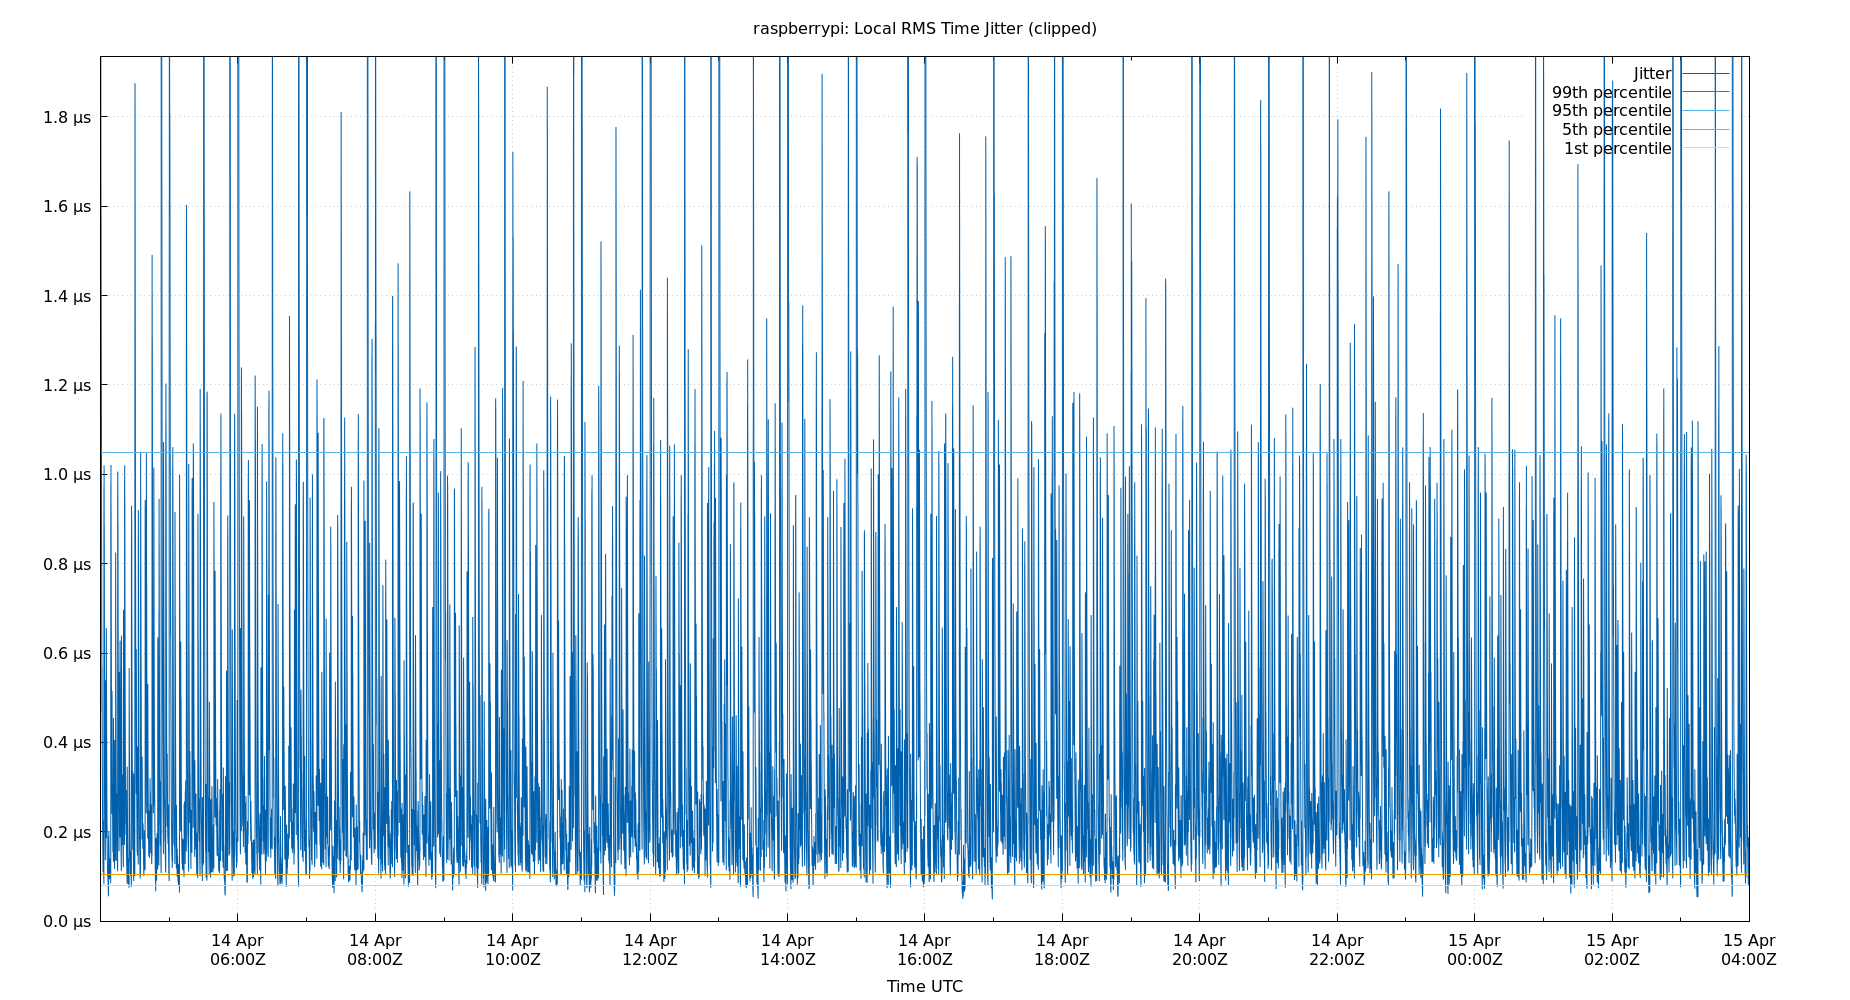 raspberrypi: Local RMS Time Jitter (clipped)
Jitter
99th percentile
95th percentile
5th percentile
1st percentile
1.8 µs
1.6 µs
1.4 µs
1.2 µs
1.0 µs
0.8 µs
0.6 µs
0.4 µs
0.2 µs
0.0 µs
14 Apr 14 Apr 14 Apr 14 Apr 14 Apr 14 Apr 14 Apr 14 Apr 14 Apr 15 Apr 15 Apr 15 Apr
06:00Z 08:00Z 10:00Z 12:00Z 14:00Z 16:00Z 18:00Z 20:00Z 22:00Z 00:00Z 02:00Z 04:00Z
Time UTC